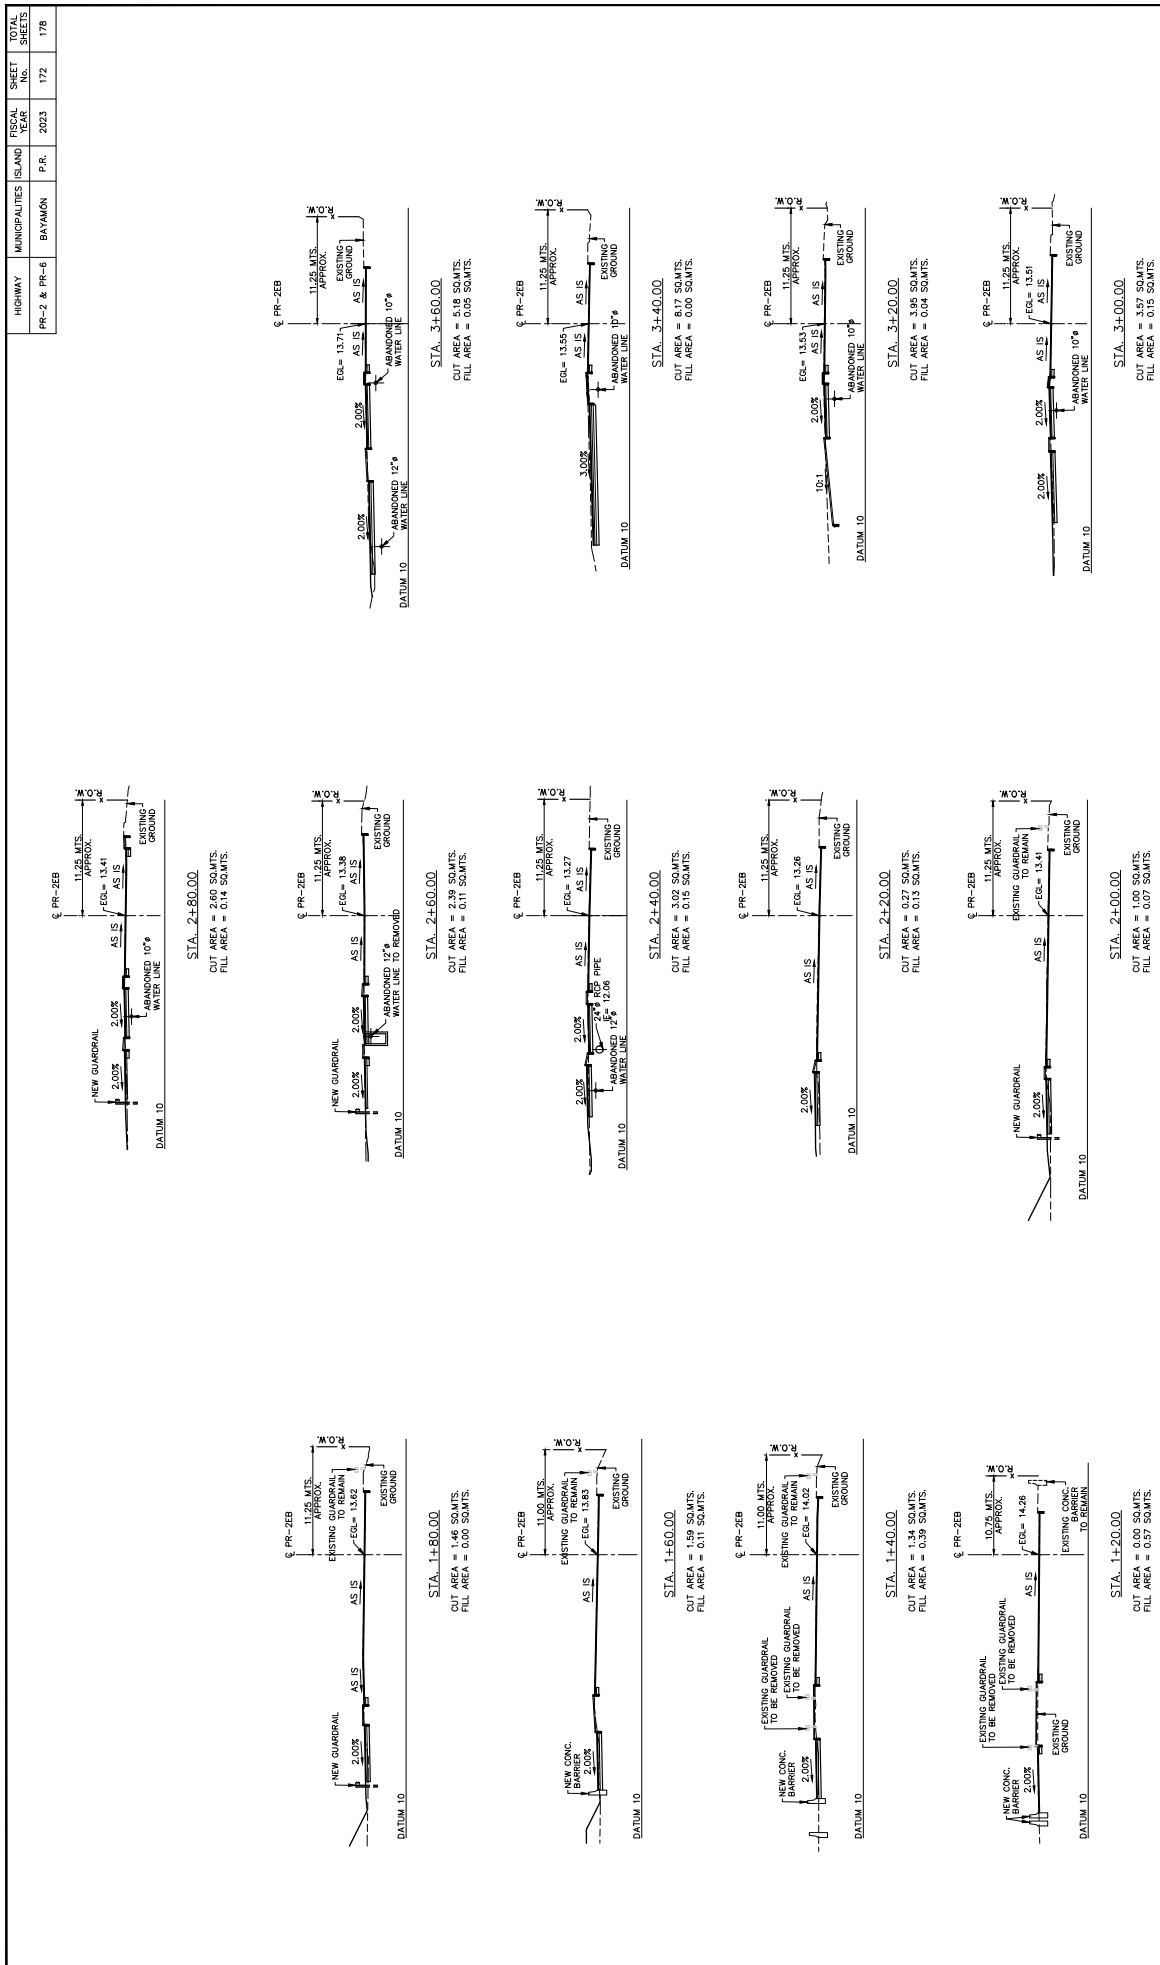 HIGHWAY
MUNICIPALITIES
ISLAND
FISCAL
YEAR
SHEET
No.
TOTAL
SHEETS
PR-2 & PR-6
BAYAMÓN
P.R.
2023
172
178
℄ PR-2EB
11.25 MTS.
APPROX.
R.O.W.
EGL= 13.71
EXISTING
GROUND
AS IS
AS IS
2.00%
2.00%
ABANDONED 10"ø
WATER LINE
ABANDONED 12"ø
WATER LINE
DATUM 10
STA. 3+60.00
CUT AREA = 5.18 SQ.MTS.
FILL AREA = 0.05 SQ.MTS.
℄ PR-2EB
11.25 MTS.
APPROX.
R.O.W.
EGL= 13.55
AS IS
AS IS
EXISTING
GROUND
3.00%
ABANDONED 10"ø
WATER LINE
DATUM 10
STA. 3+40.00
CUT AREA = 8.17 SQ.MTS.
FILL AREA = 0.00 SQ.MTS.
℄ PR-2EB
11.25 MTS.
APPROX.
R.O.W.
EGL= 13.53
AS IS
AS IS
EXISTING
GROUND
2.00%
10:1
ABANDONED 10"ø
WATER LINE
DATUM 10
STA. 3+20.00
CUT AREA = 3.95 SQ.MTS.
FILL AREA = 0.04 SQ.MTS.
℄ PR-2EB
11.25 MTS.
APPROX.
R.O.W.
EGL= 13.51
AS IS
AS IS
EXISTING
GROUND
2.00%
2.00%
ABANDONED 10"ø
WATER LINE
DATUM 10
STA. 3+00.00
CUT AREA = 3.57 SQ.MTS.
FILL AREA = 0.15 SQ.MTS.
℄ PR-2EB
11.25 MTS.
APPROX.
R.O.W.
EGL= 13.41
AS IS
AS IS
EXISTING
GROUND
NEW GUARDRAIL
2.00%
2.00%
ABANDONED 10"ø
WATER LINE
DATUM 10
STA. 2+80.00
CUT AREA = 2.60 SQ.MTS.
FILL AREA = 0.14 SQ.MTS.
℄ PR-2EB
11.25 MTS.
APPROX.
R.O.W.
EGL= 13.38
AS IS
AS IS
EXISTING
GROUND
NEW GUARDRAIL
2.00%
2.00%
ABANDONED 12"ø
WATER LINE TO REMOVED
DATUM 10
STA. 2+60.00
CUT AREA = 2.39 SQ.MTS.
FILL AREA = 0.11 SQ.MTS.
℄ PR-2EB
11.25 MTS.
APPROX.
R.O.W.
EGL= 13.27
AS IS
AS IS
EXISTING
GROUND
2.00%
2.00%
24"ø RCP PIPE
IE= 12.06
ABANDONED 12"ø
WATER LINE
DATUM 10
STA. 2+40.00
CUT AREA = 3.02 SQ.MTS.
FILL AREA = 0.15 SQ.MTS.
℄ PR-2EB
11.25 MTS.
APPROX.
R.O.W.
EGL= 13.26
AS IS
AS IS
EXISTING
GROUND
2.00%
DATUM 10
STA. 2+20.00
CUT AREA = 0.27 SQ.MTS.
FILL AREA = 0.13 SQ.MTS.
℄ PR-2EB
11.25 MTS.
APPROX.
R.O.W.
EXISTING GUARDRAIL
TO REMAIN
EGL= 13.41
AS IS
EXISTING
GROUND
NEW GUARDRAIL
2.00%
DATUM 10
STA. 2+00.00
CUT AREA = 1.00 SQ.MTS.
FILL AREA = 0.07 SQ.MTS.
℄ PR-2EB
11.25 MTS.
APPROX.
R.O.W.
EXISTING GUARDRAIL
TO REMAIN
EGL= 13.62
AS IS
AS IS
EXISTING
GROUND
NEW GUARDRAIL
2.00%
DATUM 10
STA. 1+80.00
CUT AREA = 1.46 SQ.MTS.
FILL AREA = 0.00 SQ.MTS.
℄ PR-2EB
11.00 MTS.
APPROX.
R.O.W.
EXISTING GUARDRAIL
TO REMAIN
EGL= 13.83
AS IS
EXISTING
GROUND
NEW CONC.
BARRIER
2.00%
DATUM 10
STA. 1+60.00
CUT AREA = 1.59 SQ.MTS.
FILL AREA = 0.11 SQ.MTS.
℄ PR-2EB
11.00 MTS.
APPROX.
R.O.W.
EXISTING GUARDRAIL
TO REMAIN
EGL= 14.02
AS IS
EXISTING
GROUND
EXISTING GUARDRAIL
TO BE REMOVED
EXISTING GUARDRAIL
TO BE REMOVED
NEW CONC.
BARRIER
2.00%
DATUM 10
STA. 1+40.00
CUT AREA = 1.34 SQ.MTS.
FILL AREA = 0.39 SQ.MTS.
℄ PR-2EB
10.75 MTS.
APPROX.
R.O.W.
EGL= 14.26
AS IS
EXISTING CONC.
BARRIER
TO REMAIN
EXISTING GUARDRAIL
TO BE REMOVED
EXISTING GUARDRAIL
TO BE REMOVED
EXISTING
GROUND
NEW CONC.
BARRIER
2.00%
DATUM 10
STA. 1+20.00
CUT AREA = 0.00 SQ.MTS.
FILL AREA = 0.57 SQ.MTS.